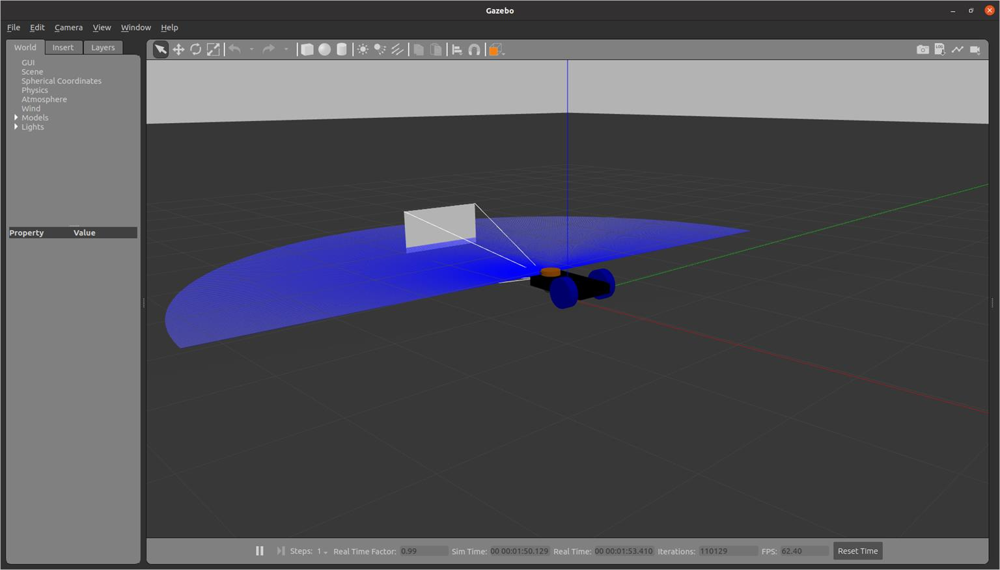 Gazebo
File Edit Camera View Window Help
World Insert Layers
GUI
Scene
Spherical Coordinates
Physics
Atmosphere
Wind
Models
Lights
Property Value
LOG
Steps: 1 Real Time Factor: 0.99 Sim Time: 00 00:01:50.129 Real Time: 00 00:01:53.410 Iterations: 110129 FPS: 62.40 Reset Time